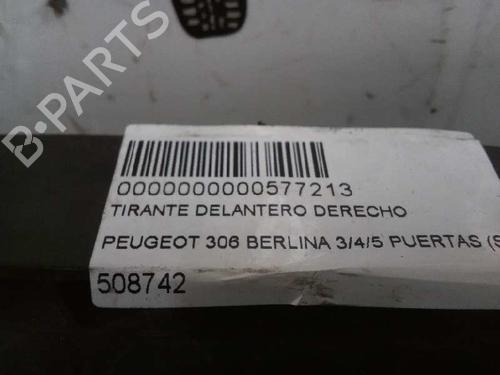 B-PARTS
0000000000577213
TIRANTE DELANTERO DERECHO
PEUGEOT 306 BERLINA 3/4/5 PUERTAS (S
508742